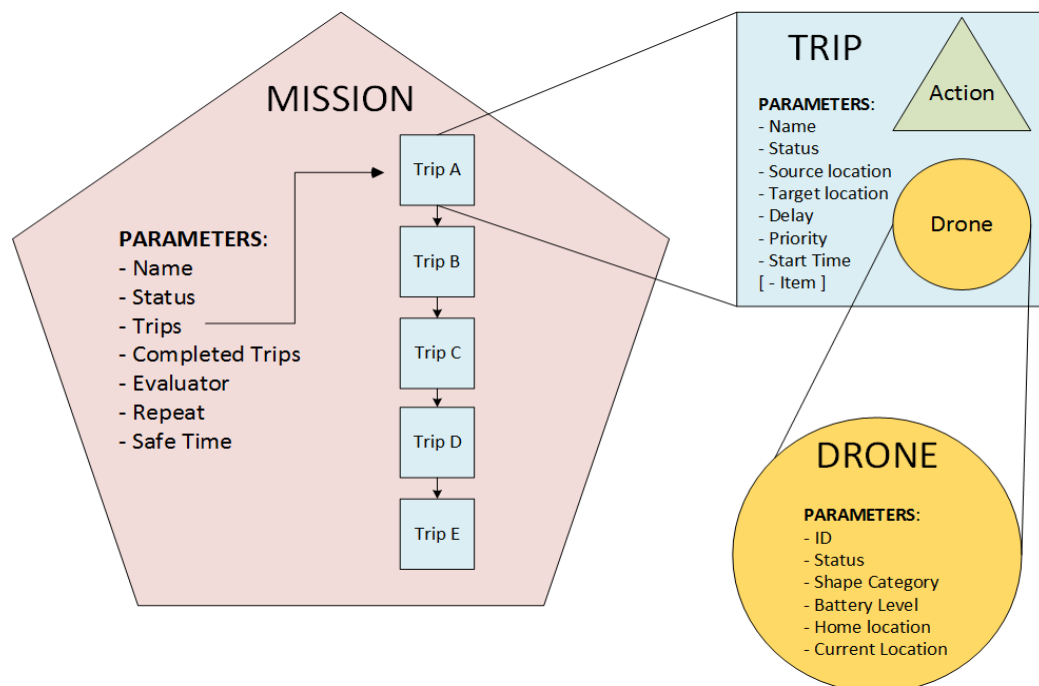 MISSION
PARAMETERS:
- Name
- Status
- Trips
- Completed Trips
- Evaluator
- Repeat
- Safe Time
Trip A
Trip B
Trip C
Trip D
Trip E
TRIP
PARAMETERS:
- Name
- Status
- Source location
- Target location
- Delay
- Priority
- Start Time
[ - Item ]
Action
Drone
DRONE
PARAMETERS:
- ID
- Status
- Shape Category
- Battery Level
- Home location
- Current Location